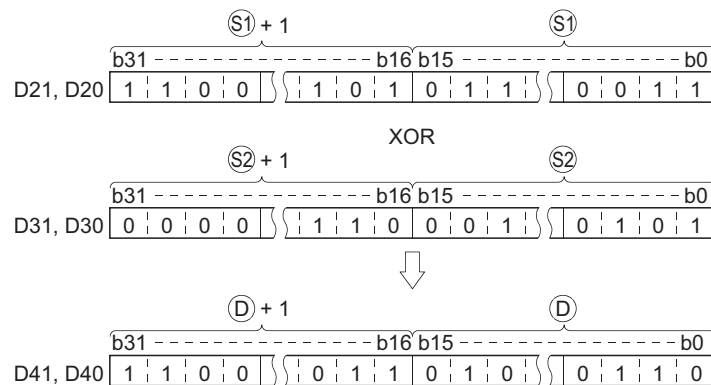 S1 + 1 S1
b31 b16 b15 b0
D21, D20 1 1 0 0 1 0 1 0 1 1 0 0 1 1
XOR
S2 + 1 S2
b31 b16 b15 b0
D31, D30 0 0 0 0 1 1 0 0 0 1 0 1 0 1
D + 1 D
b31 b16 b15 b0
D41, D40 1 1 0 0 0 1 1 0 1 0 0 1 1 0